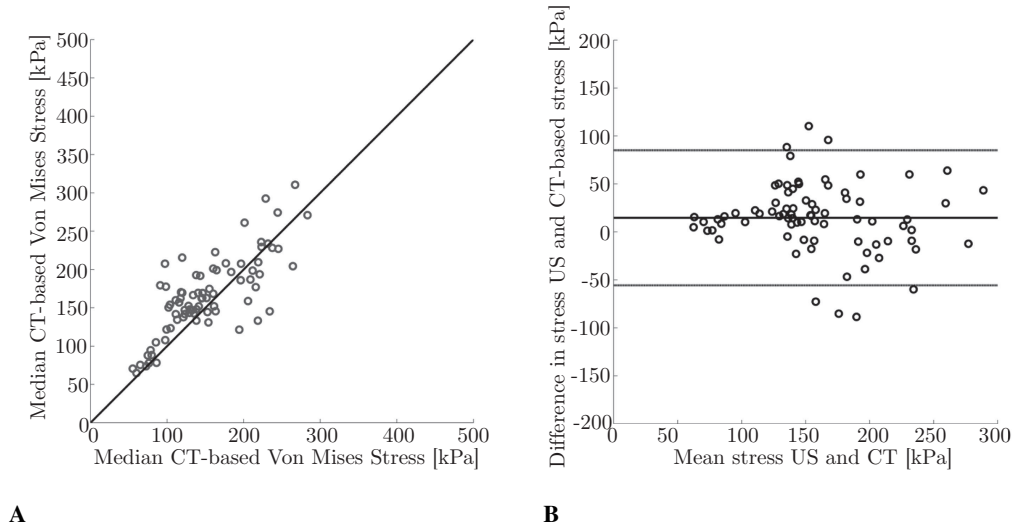 Median CT-based Von Mises Stress [kPa]
500
450
400
350
300
250
200
150
100
50
0
0 100 200 300 400 500
Median CT-based Von Mises Stress [kPa]
A
Difference in stress US and CT-based stress [kPa]
200
150
100
50
0
-50
-100
-150
-200
0 50 100 150 200 250 300
Mean stress US and CT [kPa]
B